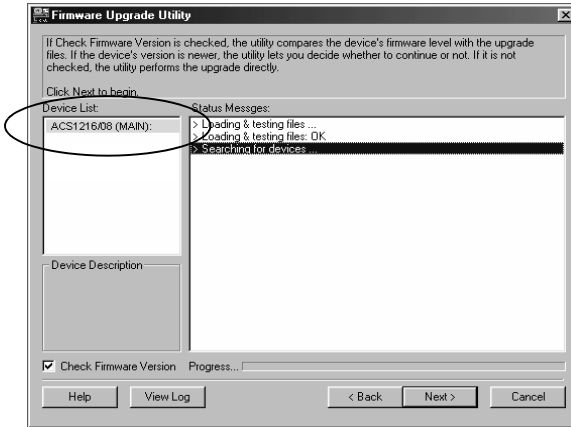 Firmware Upgrade Utility
If Check Firmware Version is checked, the utility compares the device's firmware level with the upgrade
files. If the device's version is newer, the utility lets you decide whether to continue or not. If it is not
checked, the utility performs the upgrade directly.
Click Next to begin.
Device List:
Status Messges:
ACS1216/08 (MAIN):
> Loading & testing files ...
> Loading & testing files: OK
> Searching for devices ...
Device Description
Check Firmware Version Progress...
Help View Log < Back Next > Cancel